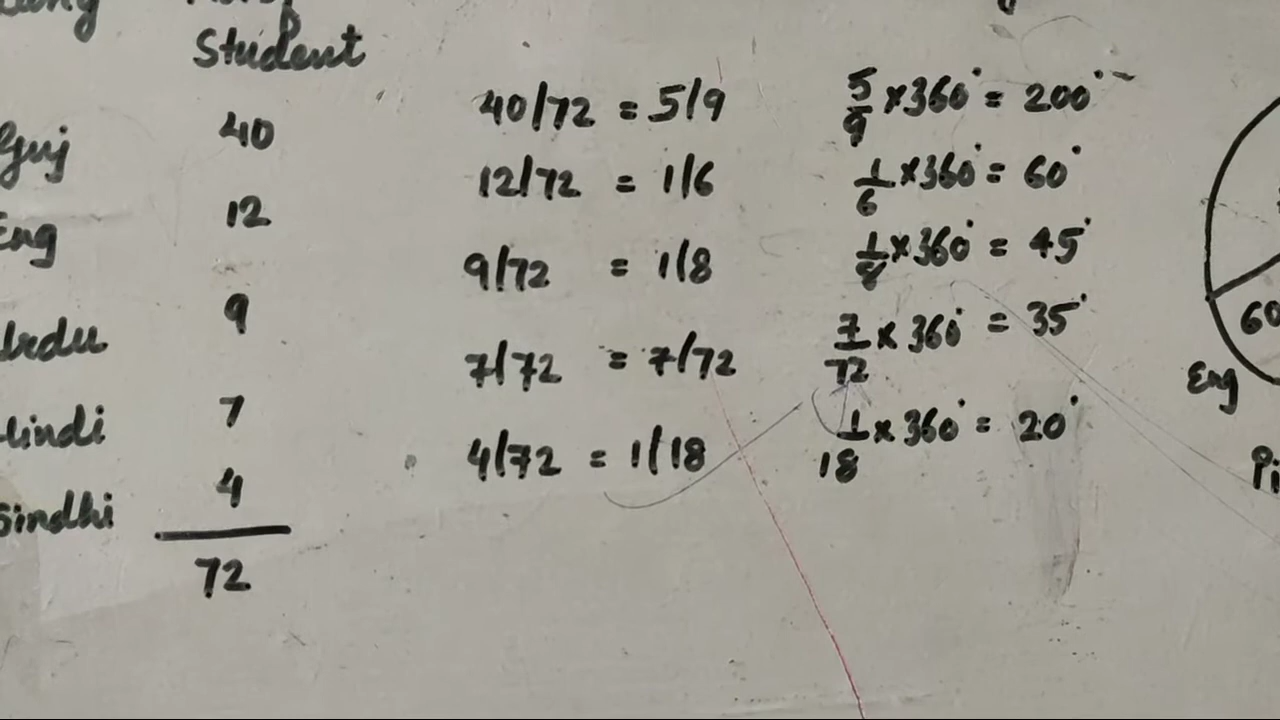 Student
Guj 40 40/72 = 5/9 5/9 ×360° = 200°
Eng 12 12/72 = 1/6 1/6 ×360° = 60°
Urdu 9 9/72 = 1/8 1/8 ×360° = 45°
Hindi 7 7/72 = 7/72 7/72 × 360° = 35°
Sindhi 4 4/72 = 1/18 1/18 × 360° = 20°
72
60
Eng
Pi